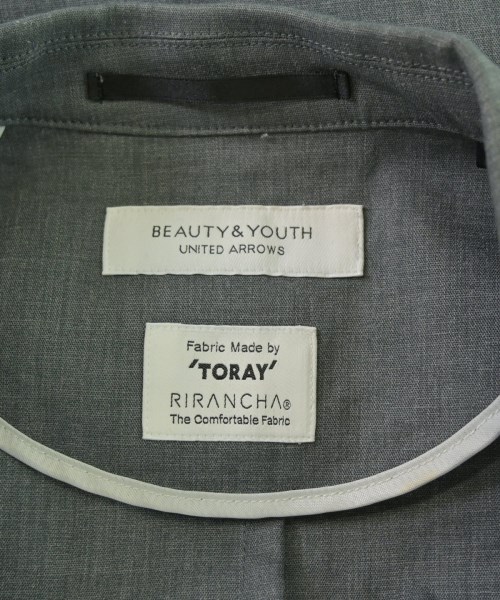 BEAUTY&YOUTH
UNITED ARROWS
Fabric Made by
'TORAY'
RIRANCHA®
The Comfortable Fabric